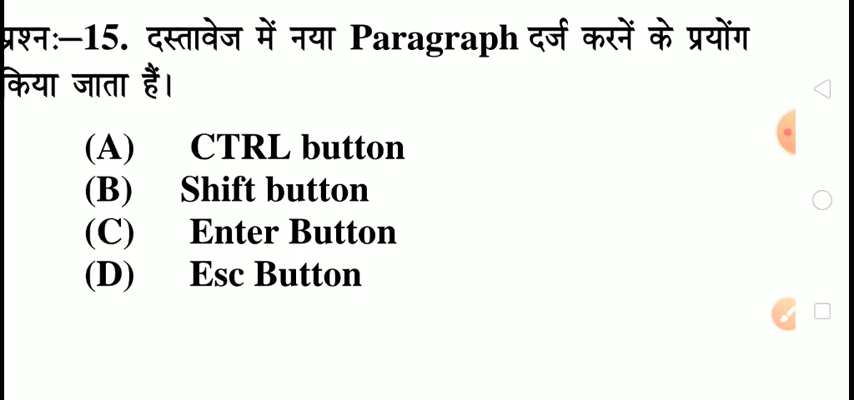 प्रश्नः–15. दस्तावेज में नया Paragraph दर्ज करनें के प्रयोंग
किया जाता हैं।
(A) CTRL button
(B) Shift button
(C) Enter Button
(D) Esc Button